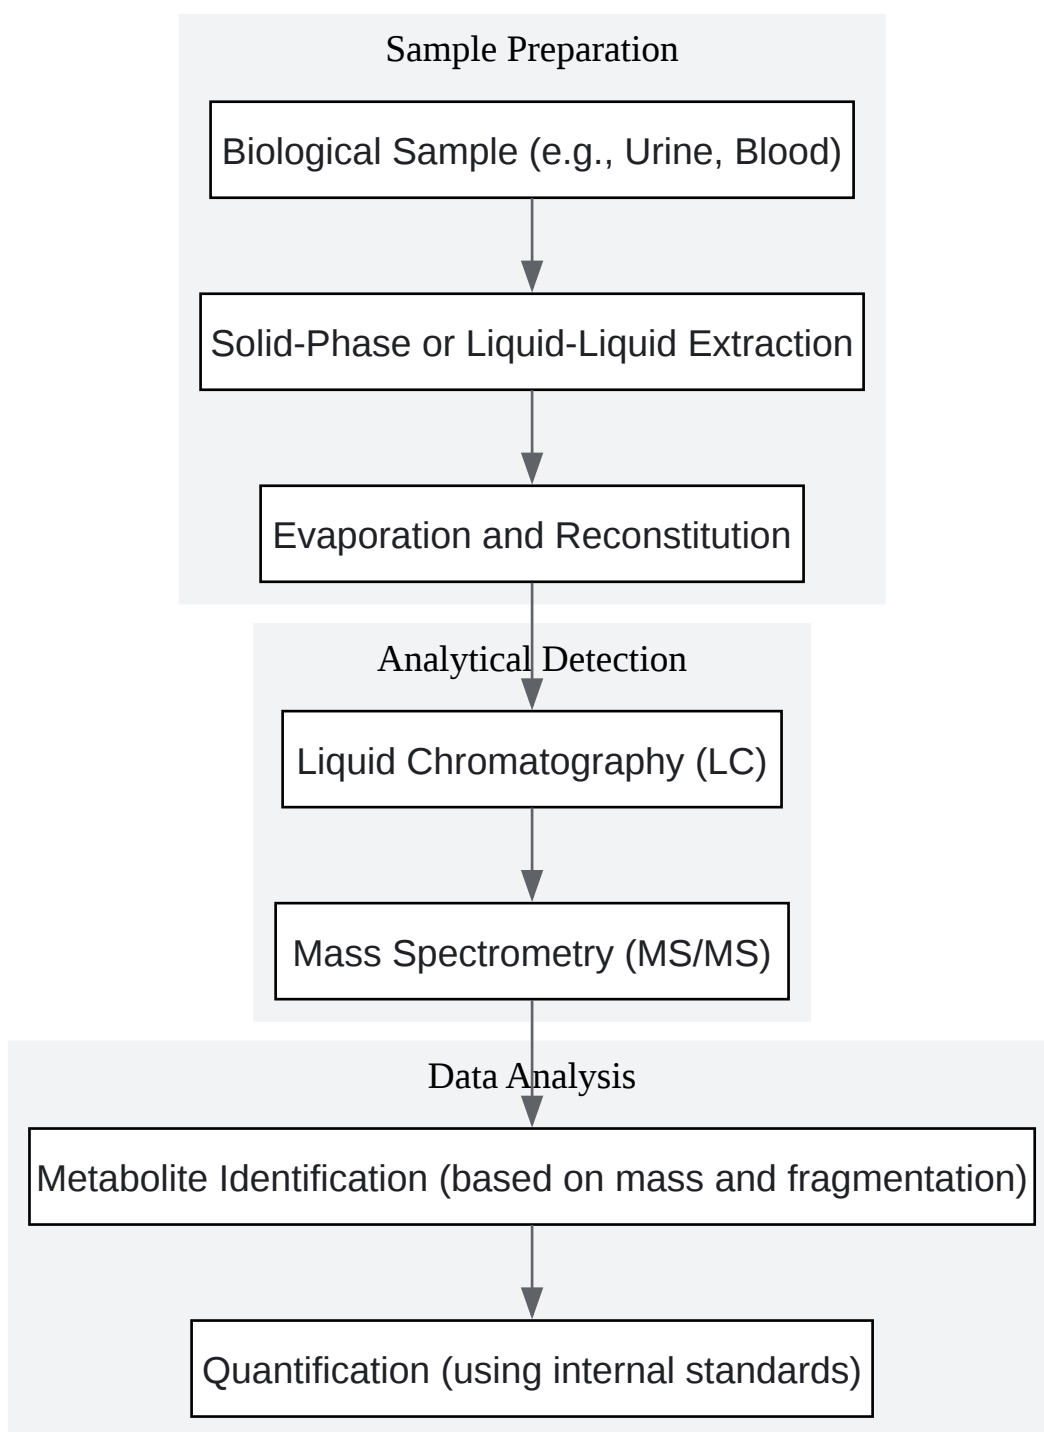 Sample Preparation
Biological Sample (e.g., Urine, Blood)
Solid-Phase or Liquid-Liquid Extraction
Evaporation and Reconstitution
Analytical Detection
Liquid Chromatography (LC)
Mass Spectrometry (MS/MS)
Data Analysis
Metabolite Identification (based on mass and fragmentation)
Quantification (using internal standards)